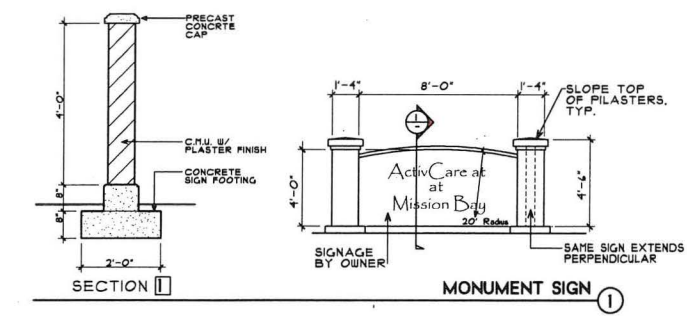 PRECAST
CONCRTE
CAP
4'-0"
C.M.U. W/
PLASTER FINISH
CONCRETE
SIGN FOOTING
8"
8"
2'-0"
SECTION 1
1'-4"
8'-0"
1'-4"
SLOPE TOP
OF PILASTERS,
TYP.
1
-
ActivCare at
at
Mission Bay
20' Radius
4'-0"
4'-6"
SIGNAGE
BY OWNER
SAME SIGN EXTENDS
PERPENDICULAR
MONUMENT SIGN 1